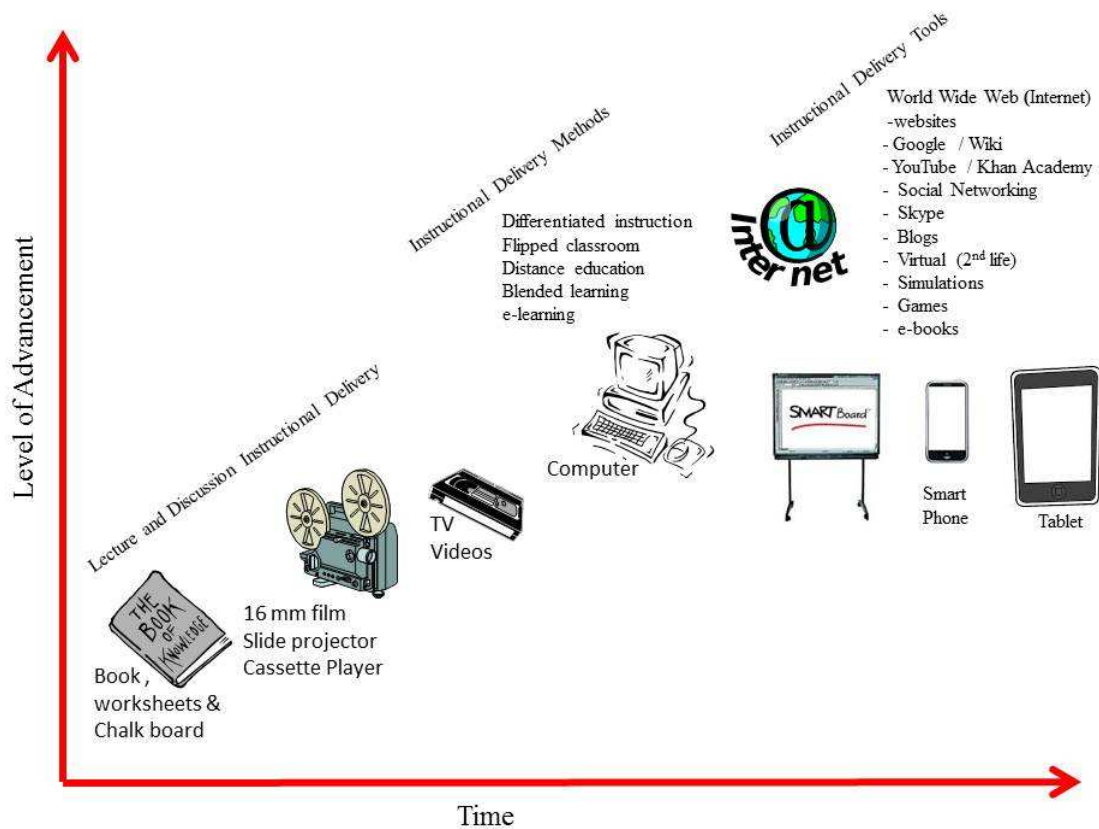 Level of Advancement
Time
Lecture and Discussion Instructional Delivery
Instructional Delivery Methods
Instructional Delivery Tools
THE
BOOK
OF
KNOWLEDGE
Book ,
worksheets &
Chalk board
16 mm film
Slide projector
Cassette Player
TV
Videos
Differentiated instruction
Flipped classroom
Distance education
Blended learning
e-learning
Computer
@
Internet
World Wide Web (Internet)
-websites
- Google / Wiki
- YouTube / Khan Academy
- Social Networking
- Skype
- Blogs
- Virtual (2nd life)
- Simulations
- Games
- e-books
SMART Board™
Smart
Phone
Tablet